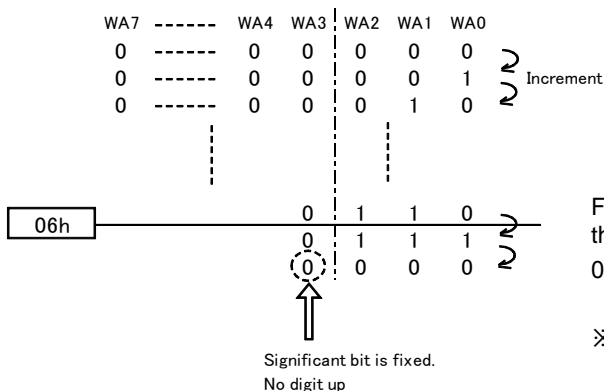 WA7 ------- WA4 WA3 WA2 WA1 WA0
0 ------- 0 0 0 0 0
0 ------- 0 0 0 0 1
0 ------- 0 0 0 1 0
Increment
06h
0 1 1 0
0 1 1 1
0 0 0 0
F
th
0
※
Significant bit is fixed.
No digit up